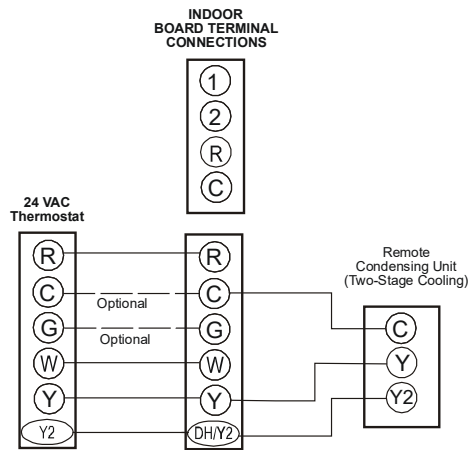 INDOOR
BOARD TERMINAL
CONNECTIONS
1
2
R
C
24 VAC
Thermostat
R
C
G
W
Y
Y2
Optional
Optional
R
C
G
W
Y
DH/Y2
Remote
Condensing Unit
(Two-Stage Cooling)
C
Y
Y2